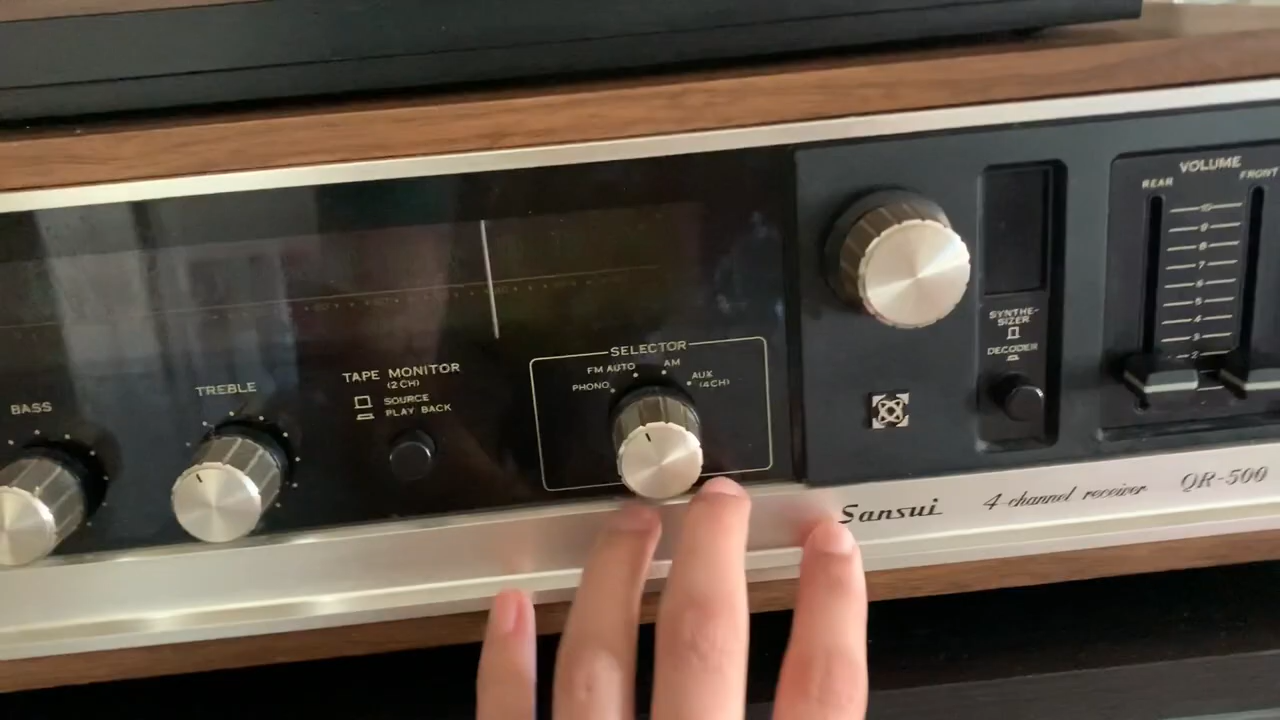 BASS
TREBLE
TAPE MONITOR
(2 CH)
SOURCE
PLAY BACK
SELECTOR
PHONO
FM AUTO
AM
AUX
(4CH)
SYNTHE-
SIZER
DECODER
VOLUME
REAR
FRONT
10
9
8
7
6
5
4
3
2
Sansui 4-channel receiver QR-500